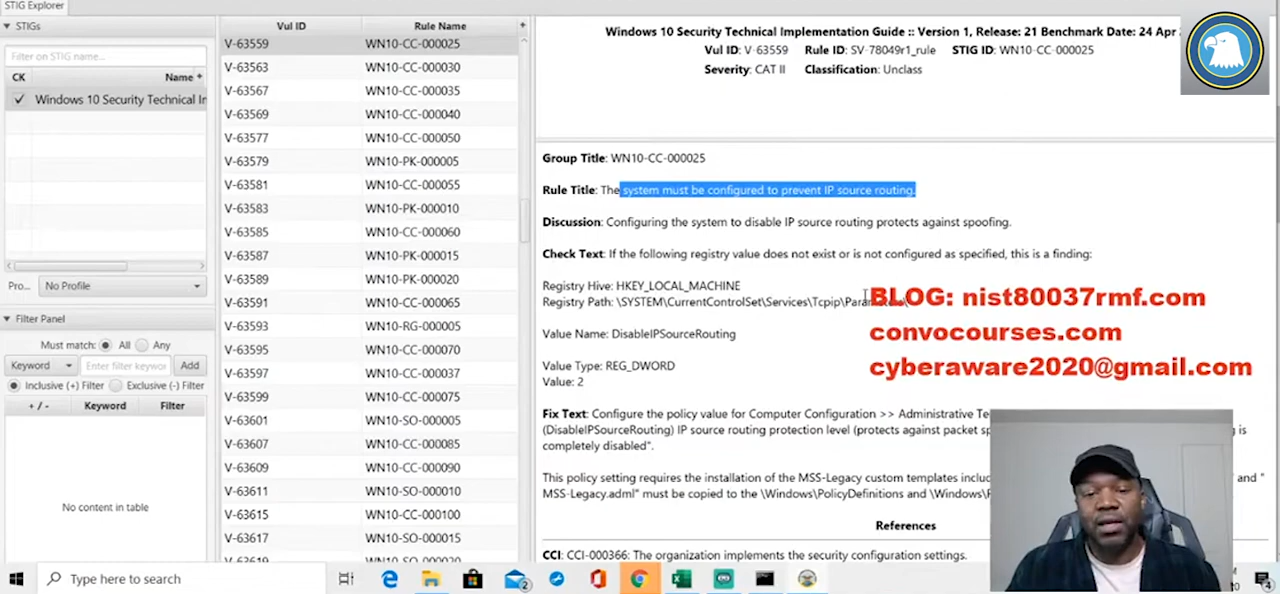 STIG Explorer
STIGs
Filter on STIG name...
CK Name
Windows 10 Security Technical In
Pro... No Profile
Filter Panel
Must match: All Any
Keyword Enter filter keywor Add
Inclusive (+) Filter Exclusive (-) Filter
+ / - Keyword Filter
No content in table
Vul ID Rule Name
V-63559 WN10-CC-000025
V-63563 WN10-CC-000030
V-63567 WN10-CC-000035
V-63569 WN10-CC-000040
V-63577 WN10-CC-000050
V-63579 WN10-PK-000005
V-63581 WN10-CC-000055
V-63583 WN10-PK-000010
V-63585 WN10-CC-000060
V-63587 WN10-PK-000015
V-63589 WN10-PK-000020
V-63591 WN10-CC-000065
V-63593 WN10-RG-000005
V-63595 WN10-CC-000070
V-63597 WN10-CC-000037
V-63599 WN10-CC-000075
V-63601 WN10-SO-000005
V-63607 WN10-CC-000085
V-63609 WN10-CC-000090
V-63611 WN10-SO-000010
V-63615 WN10-CC-000100
V-63617 WN10-SO-000015
Windows 10 Security Technical Implementation Guide :: Version 1, Release: 21 Benchmark Date: 24 Apr
Vul ID: V-63559 Rule ID: SV-78049r1_rule STIG ID: WN10-CC-000025
Severity: CAT II Classification: Unclass
Group Title: WN10-CC-000025
Rule Title: The system must be configured to prevent IP source routing.
Discussion: Configuring the system to disable IP source routing protects against spoofing.
Check Text: If the following registry value does not exist or is not configured as specified, this is a finding:
Registry Hive: HKEY_LOCAL_MACHINE
Registry Path: \SYSTEM\CurrentControlSet\Services\Tcpip\Parameters\
Value Name: DisableIPSourceRouting
Value Type: REG_DWORD
Value: 2
Fix Text: Configure the policy value for Computer Configuration >> Administrative Te
(DisableIPSourceRouting) IP source routing protection level (protects against packet sp g is
completely disabled".
This policy setting requires the installation of the MSS-Legacy custom templates includ " and "
MSS-Legacy.adml" must be copied to the \Windows\PolicyDefinitions and \Windows\
References
CCI: CCI-000366: The organization implements the security configuration settings.
BLOG: nist80037rmf.com
convocourses.com
cyberaware2020@gmail.com
Type here to search